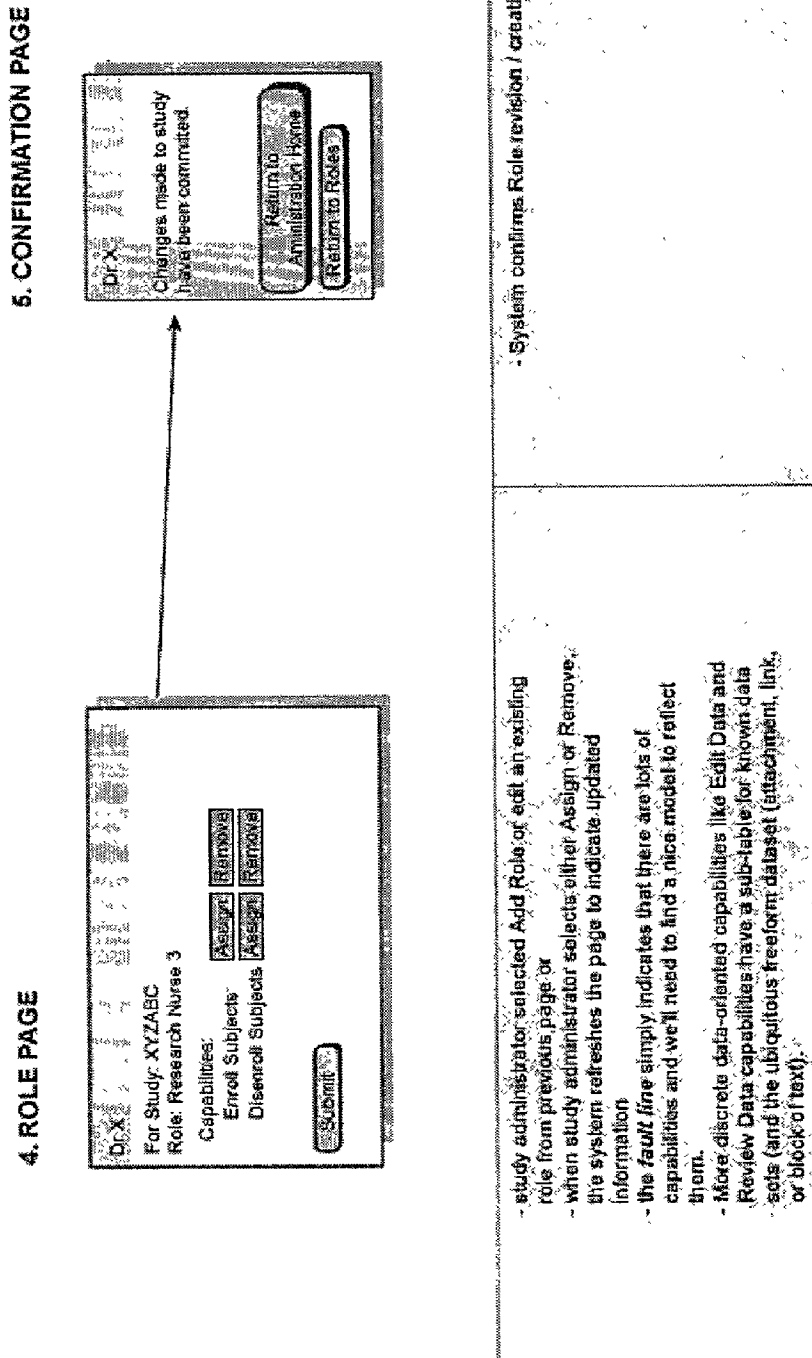 4. ROLE PAGE
Dr.X
For Study: XYZABC
Role: Research Nurse 3
Capabilities:
Enroll Subjects Assign Remove
Disenroll Subjects Assign Remove
Submit
- study administrator selected Add Role or edit an existing
role from previous page or
- when study administrator selects either Assign or Remove,
the system refreshes the page to indicate updated
information
- the fault line simply indicates that there are lots of
capabilities and we'll need to find a nice model to reflect
them.
- More discrete data-oriented capabilities like Edit Data and
Review Data capabilities have a sub-table for known data
sets (and the ubiquitous freeform dataset (attachment, link,
or block of text).
5. CONFIRMATION PAGE
Dr.X
Changes made to study
have been committed.
Return to
Aministration Home
Return to Roles
- System confirms Role revision / creati